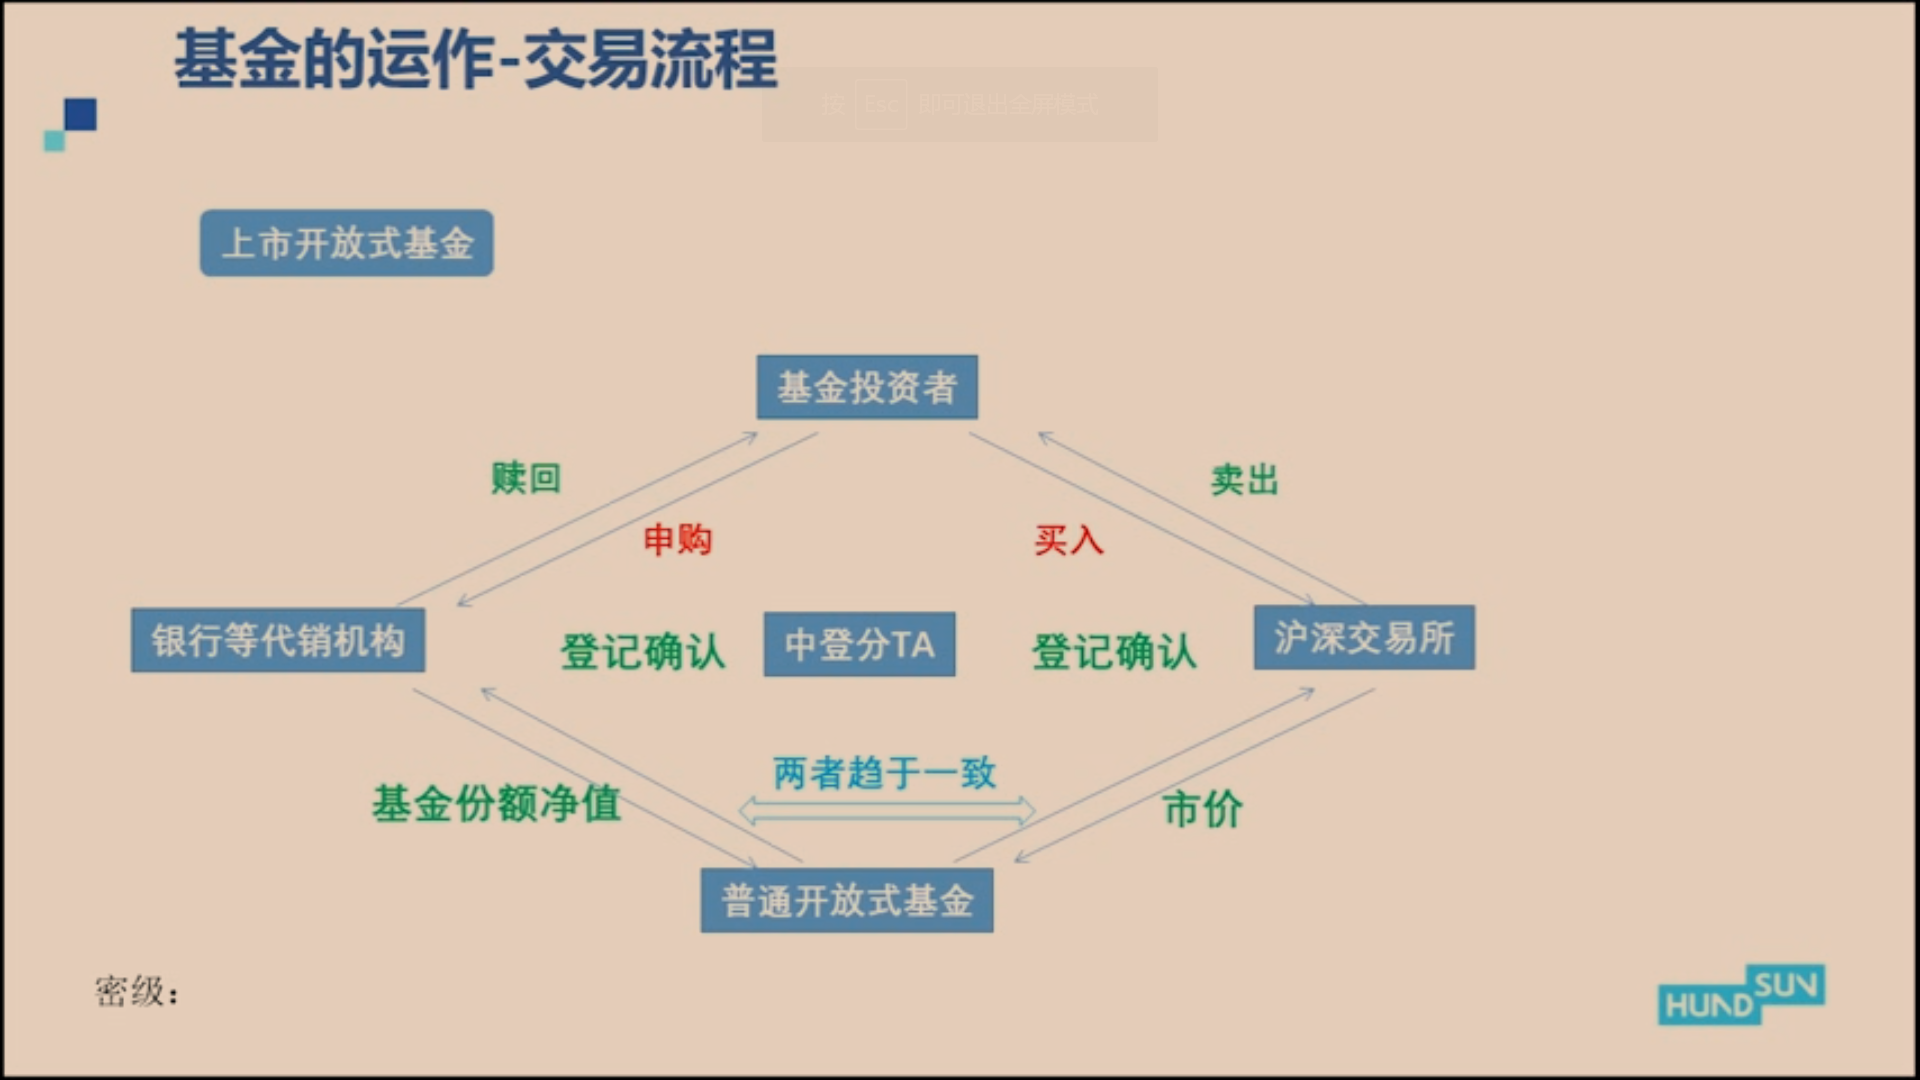 基金的运作-交易流程
按 Esc 即可退出全屏模式
上市开放式基金
基金投资者
赎回
卖出
申购
买入
银行等代销机构
登记确认
中登分TA
登记确认
沪深交易所
两者趋于一致
基金份额净值
市价
普通开放式基金
密级：
HUNDSUN